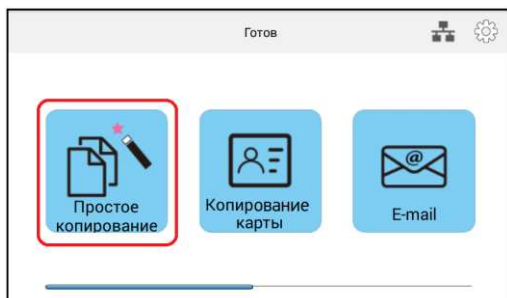 Готов
Простое
копирование
Копирование
карты
@
E-mail